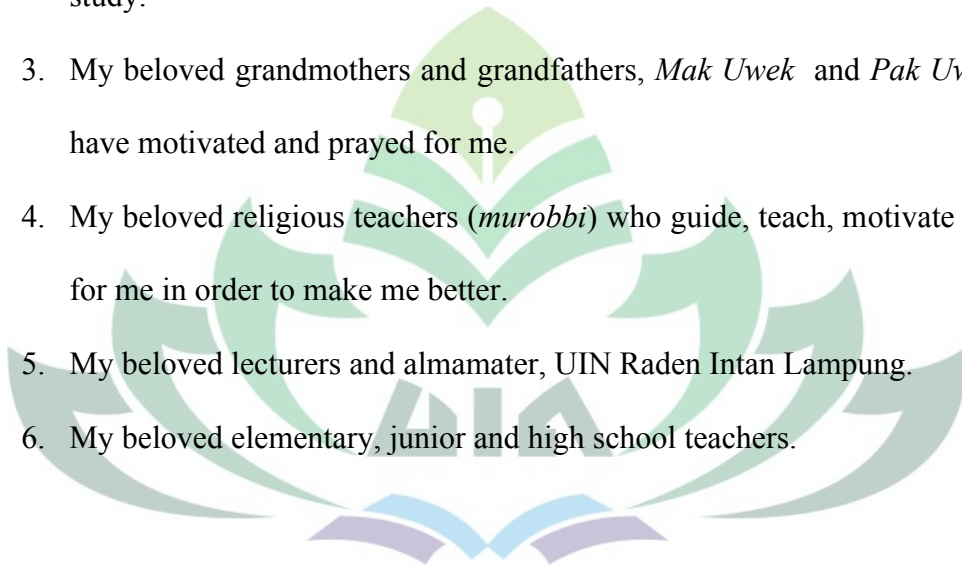 study.
3. My beloved grandmothers and grandfathers, Mak Uwek and Pak
have motivated and prayed for me.
4. My beloved religious teachers (murobbi) who guide, teach, motivate
for me in order to make me better.
5. My beloved lecturers and almamater, UIN Raden Intan Lampung.
6. My beloved elementary, junior and high school teachers.